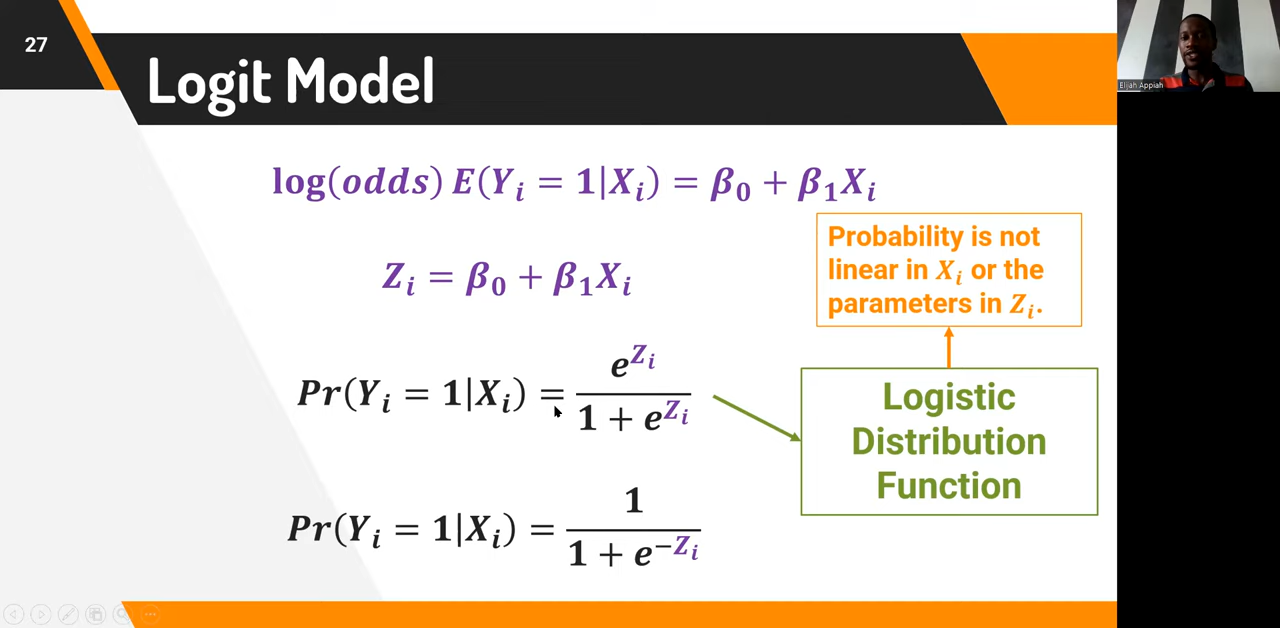 27
Logit Model
Elijah Appiah
log(odds) E(Yᵢ = 1|Xᵢ) = β₀ + β₁Xᵢ
Zᵢ = β₀ + β₁Xᵢ
Probability is not
linear in Xᵢ or the
parameters in Zᵢ.
Pr(Yᵢ = 1|Xᵢ) = e^{Zᵢ} / (1 + e^{Zᵢ})
Logistic
Distribution
Function
Pr(Yᵢ = 1|Xᵢ) = 1 / (1 + e^{−Zᵢ})